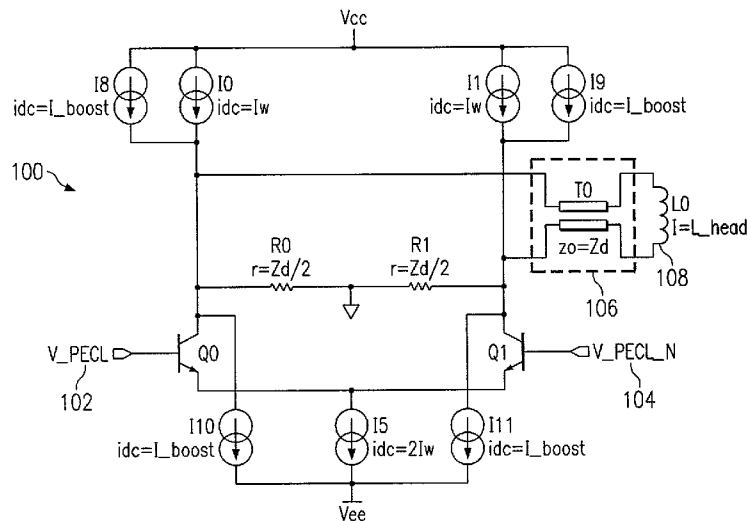 Vcc
I8
idc=I_boost
I0
idc=Iw
I1
idc=Iw
I9
idc=I_boost
100
T0
zo=Zd
L0
l=L_head
108
106
R0
r=Zd/2
R1
r=Zd/2
V_PECL
102
Q0
Q1
V_PECL_N
104
I10
idc=I_boost
I5
idc=2Iw
I11
idc=I_boost
Vee